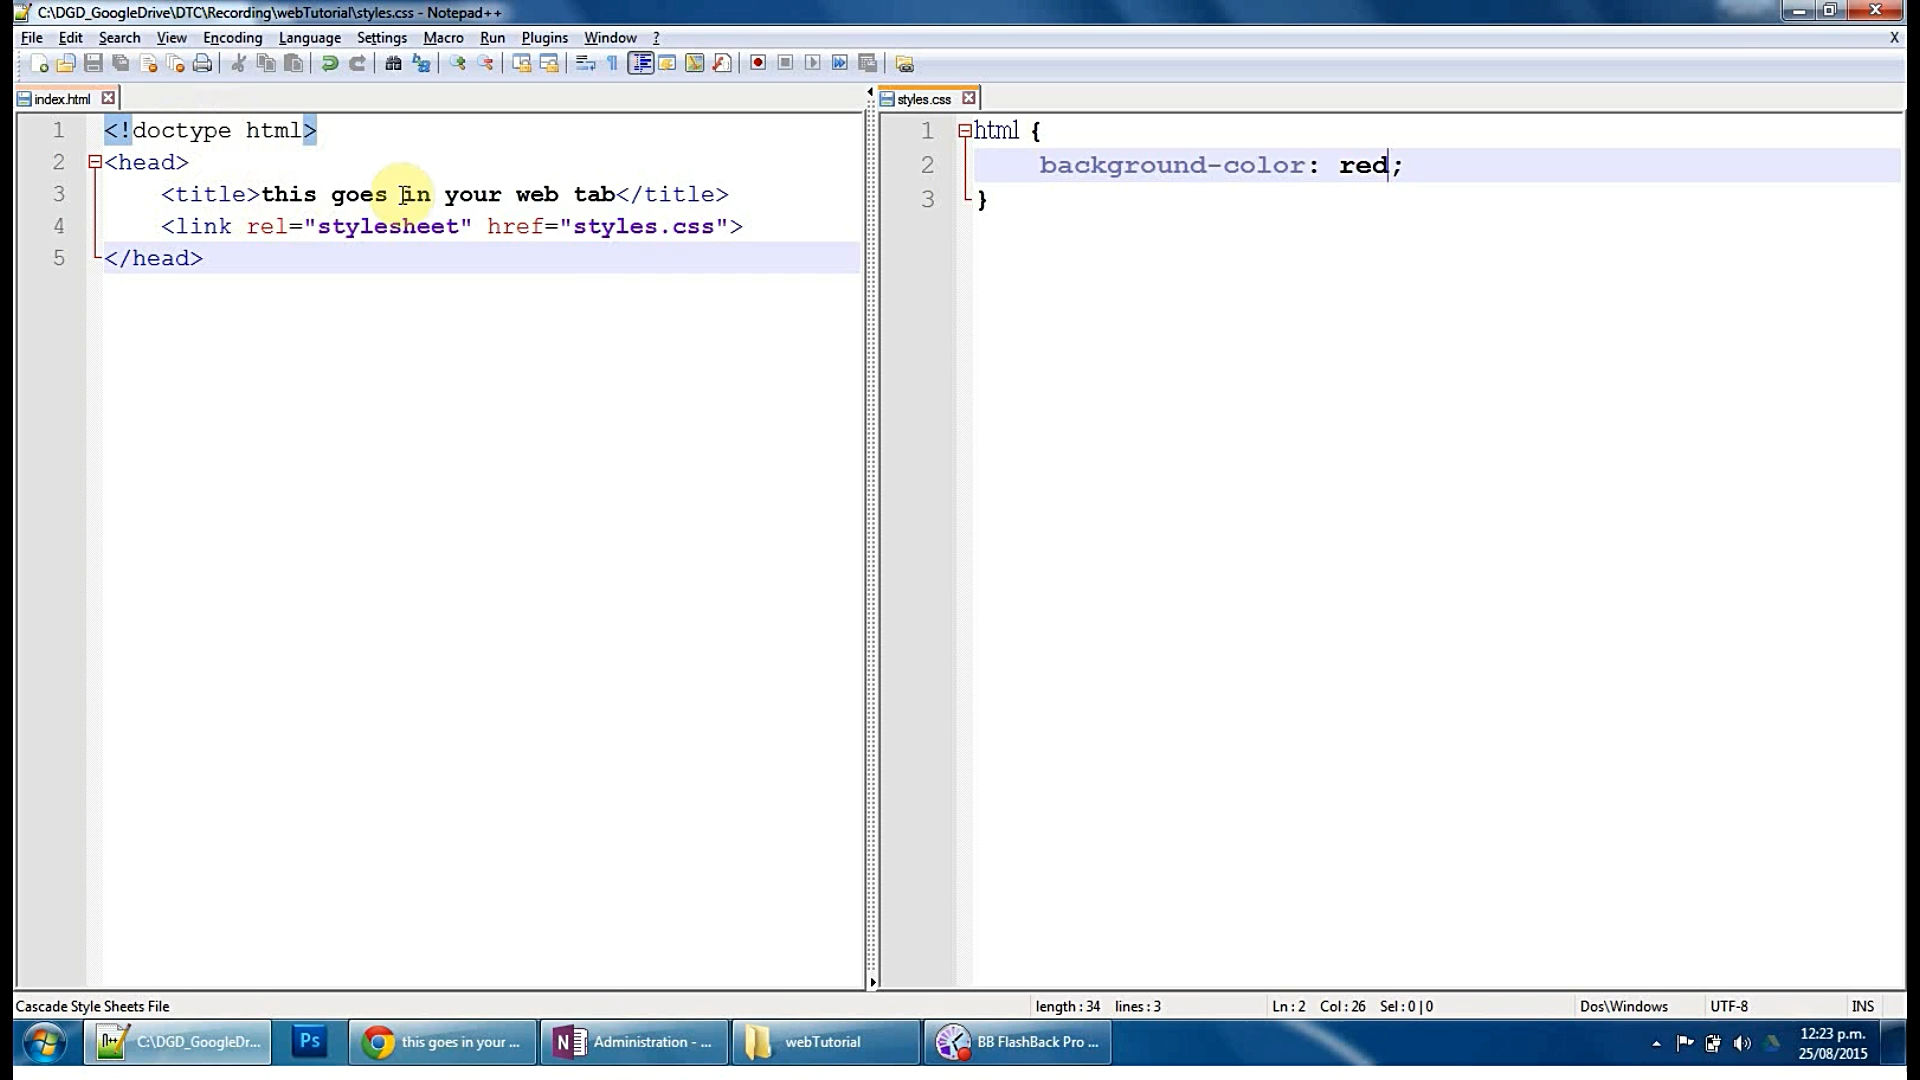 C:\DGD_GoogleDrive\DTC\Recording\webTutorial\styles.css - Notepad++
File Edit Search View Encoding Language Settings Macro Run Plugins Window ? X
index.html
1 <!doctype html>
2 <head>
3 <title>this goes in your web tab</title>
4 <link rel="stylesheet" href="styles.css">
5 </head>
styles.css
1 html {
2 background-color: red;
3 }
Cascade Style Sheets File length : 34 lines : 3 Ln : 2 Col : 26 Sel : 0 | 0 Dos\Windows UTF-8 INS
C:\DGD_GoogleDr... Ps this goes in your ... N Administration - ... webTutorial BB FlashBack Pro ... 12:23 p.m.
25/08/2015